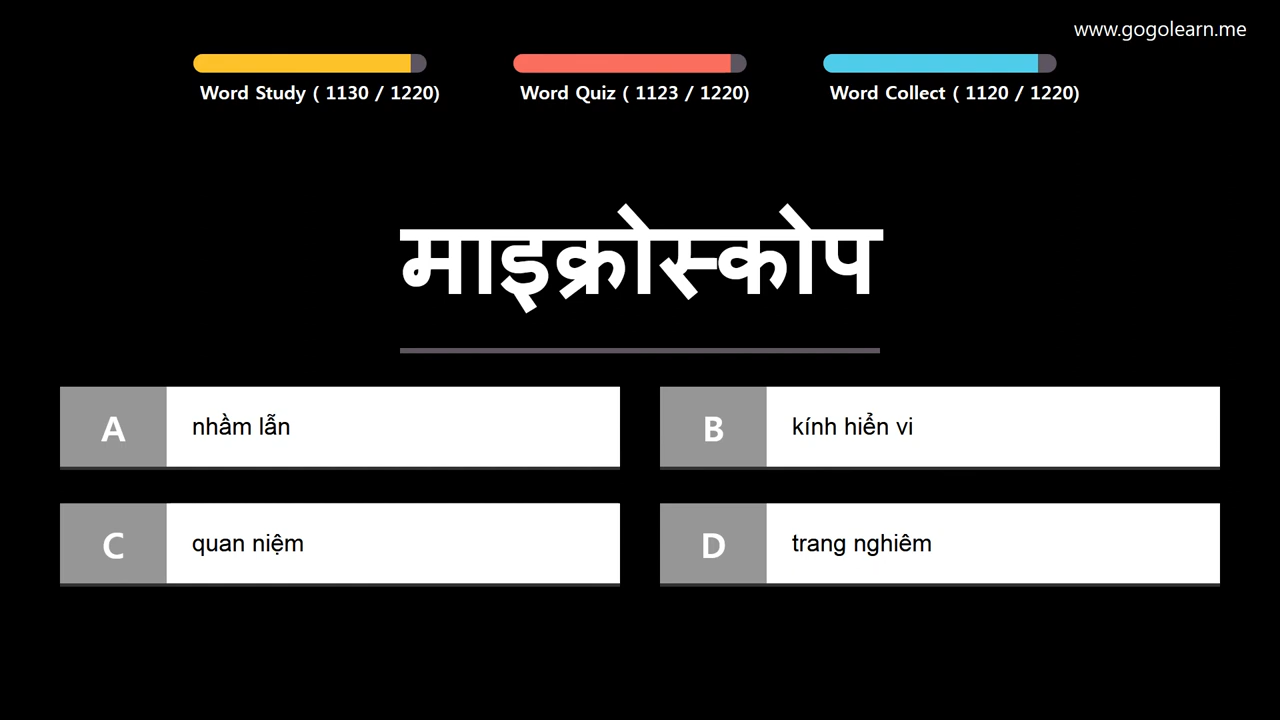 www.gogolearn.me
Word Study ( 1130 / 1220)
Word Quiz ( 1123 / 1220)
Word Collect ( 1120 / 1220)
माइक्रोस्कोप
A nhầm lẫn
B kính hiển vi
C quan niệm
D trang nghiêm